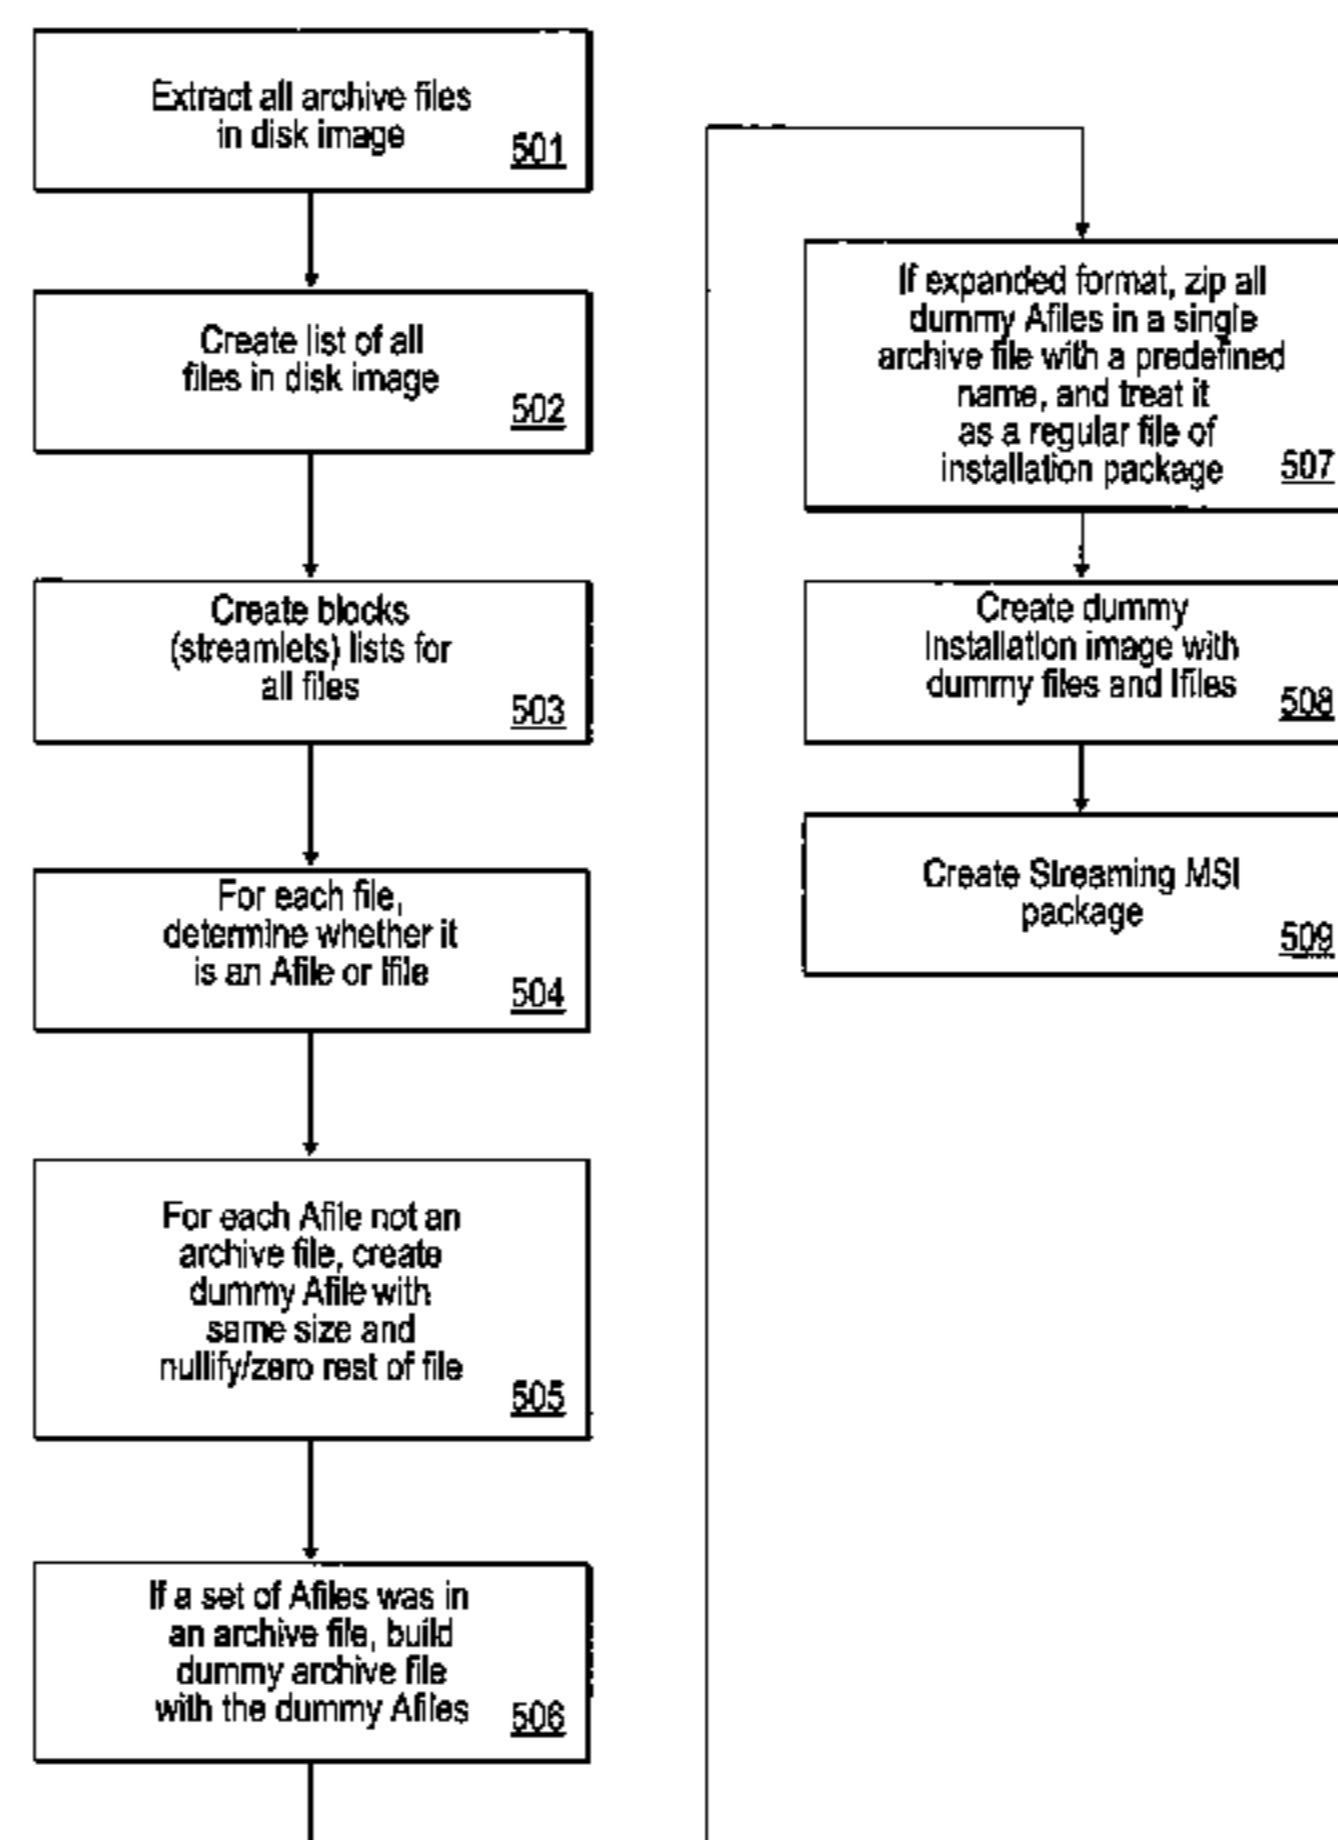 Extract all archive files
in disk image
501
Create list of all
files in disk image
502
Create blocks
(streamlets) lists for
all files
503
For each file,
determine whether it
is an Afile or Ifile
504
For each Afile not an
archive file, create
dummy Afile with
same size and
nullify/zero rest of file
505
If a set of Afiles was in
an archive file, build
dummy archive file
with the dummy Afiles
506
If expanded format, zip all
dummy Afiles in a single
archive file with a predefined
name, and treat it
as a regular file of
installation package
507
Create dummy
Installation image with
dummy files and Ifiles
508
Create Streaming MSI
package
509